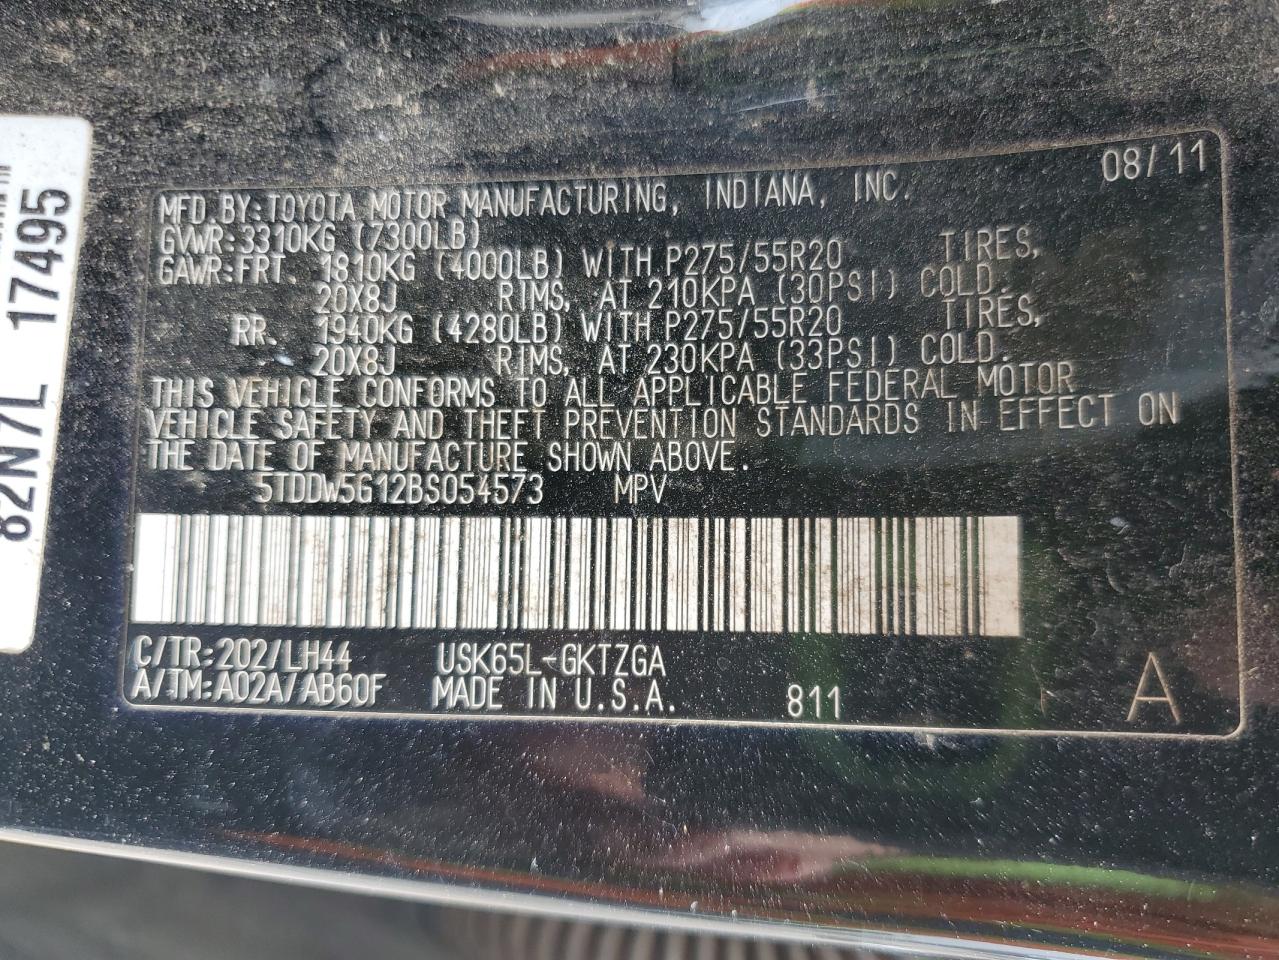 08/11
MFD.BY:TOYOTA MOTOR MANUFACTURING, INDIANA, INC.
GVWR:3310KG (7300LB)
GAWR:FRT 1810KG (4000LB) WITH P275/55R20 TIRES,
20X8J RIMS, AT 210KPA (30PSI) COLD.
RR. 1940KG (4280LB) WITH P275/55R20 TIRES,
20X8J RIMS, AT 230KPA (33PSI) COLD.
THIS VEHICLE CONFORMS TO ALL APPLICABLE FEDERAL MOTOR
VEHICLE SAFETY AND THEFT PREVENTION STANDARDS IN EFFECT ON
THE DATE OF MANUFACTURE SHOWN ABOVE.
5TDDW5G12BS054573 MPV
C/TR:202/LH44 USK65L-GKTZGA
A/TM:A02A/AB60F MADE IN U.S.A. 811 A
82N7L 17495